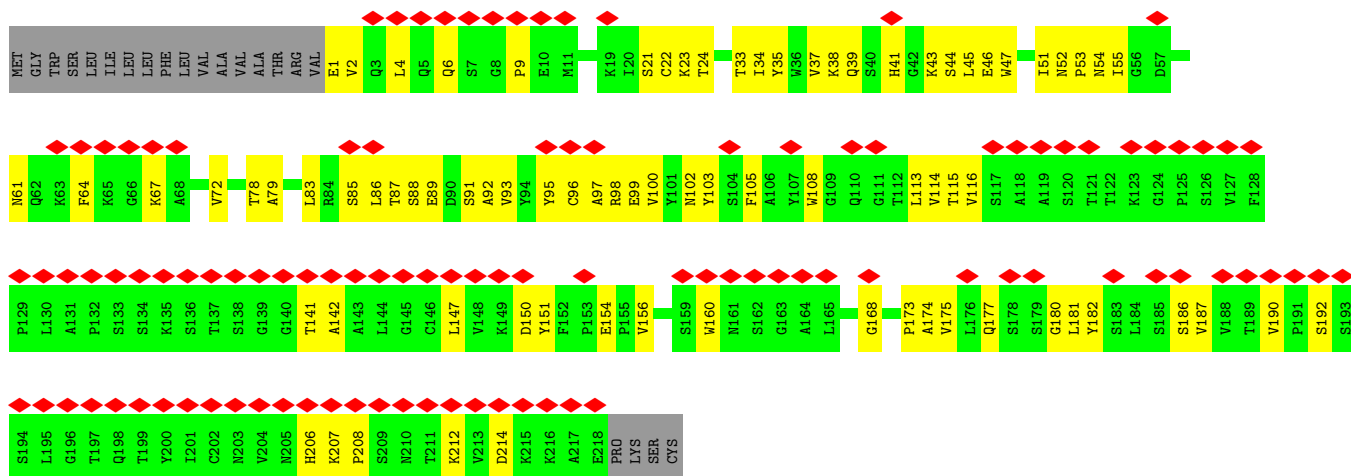 MET GLY TRP SER LEU ILE LEU LEU PHE LEU VAL ALA VAL ALA THR ARG VAL E1 V2 Q3 L4 Q5 Q6 S7 G8 P9 E10 M11 K19 I20 S21 C22 K23 T24 T33 I34 Y35 W36 V37 K38 Q39 S40 H41 G42 K43 S44 L45 E46 W47 I51 N52 P53 N54 I55 G56 D57
N61 Q62 K63 F64 K65 G66 K67 A68 V72 T78 A79 L83 R84 S85 L86 T87 S88 E89 D90 S91 A92 V93 Y94 Y95 C96 A97 R98 E99 V100 Y101 N102 Y103 S104 F105 A106 Y107 W108 G109 Q110 G111 T112 L113 V114 T115 V116 S117 A118 A119 S120 T121 T122 K123 G124 P125 S126 V127 F128
P129 L130 A131 P132 S133 S134 K135 S136 T137 S138 G139 G140 T141 A142 A143 L144 G145 C146 L147 V148 K149 D150 Y151 F152 P153 E154 P155 V156 S159 W160 N161 S162 G163 A164 L165 G168 P173 A174 V175 L176 Q177 S178 S179 G180 L181 Y182 S183 L184 S185 S186 V187 V188 T189 V190 P191 S192 S193
S194 L195 G196 T197 Q198 T199 Y200 I201 C202 N203 V204 N205 H206 K207 P208 S209 N210 T211 K212 V213 D214 K215 K216 A217 E218 PRO LYS SER CYS